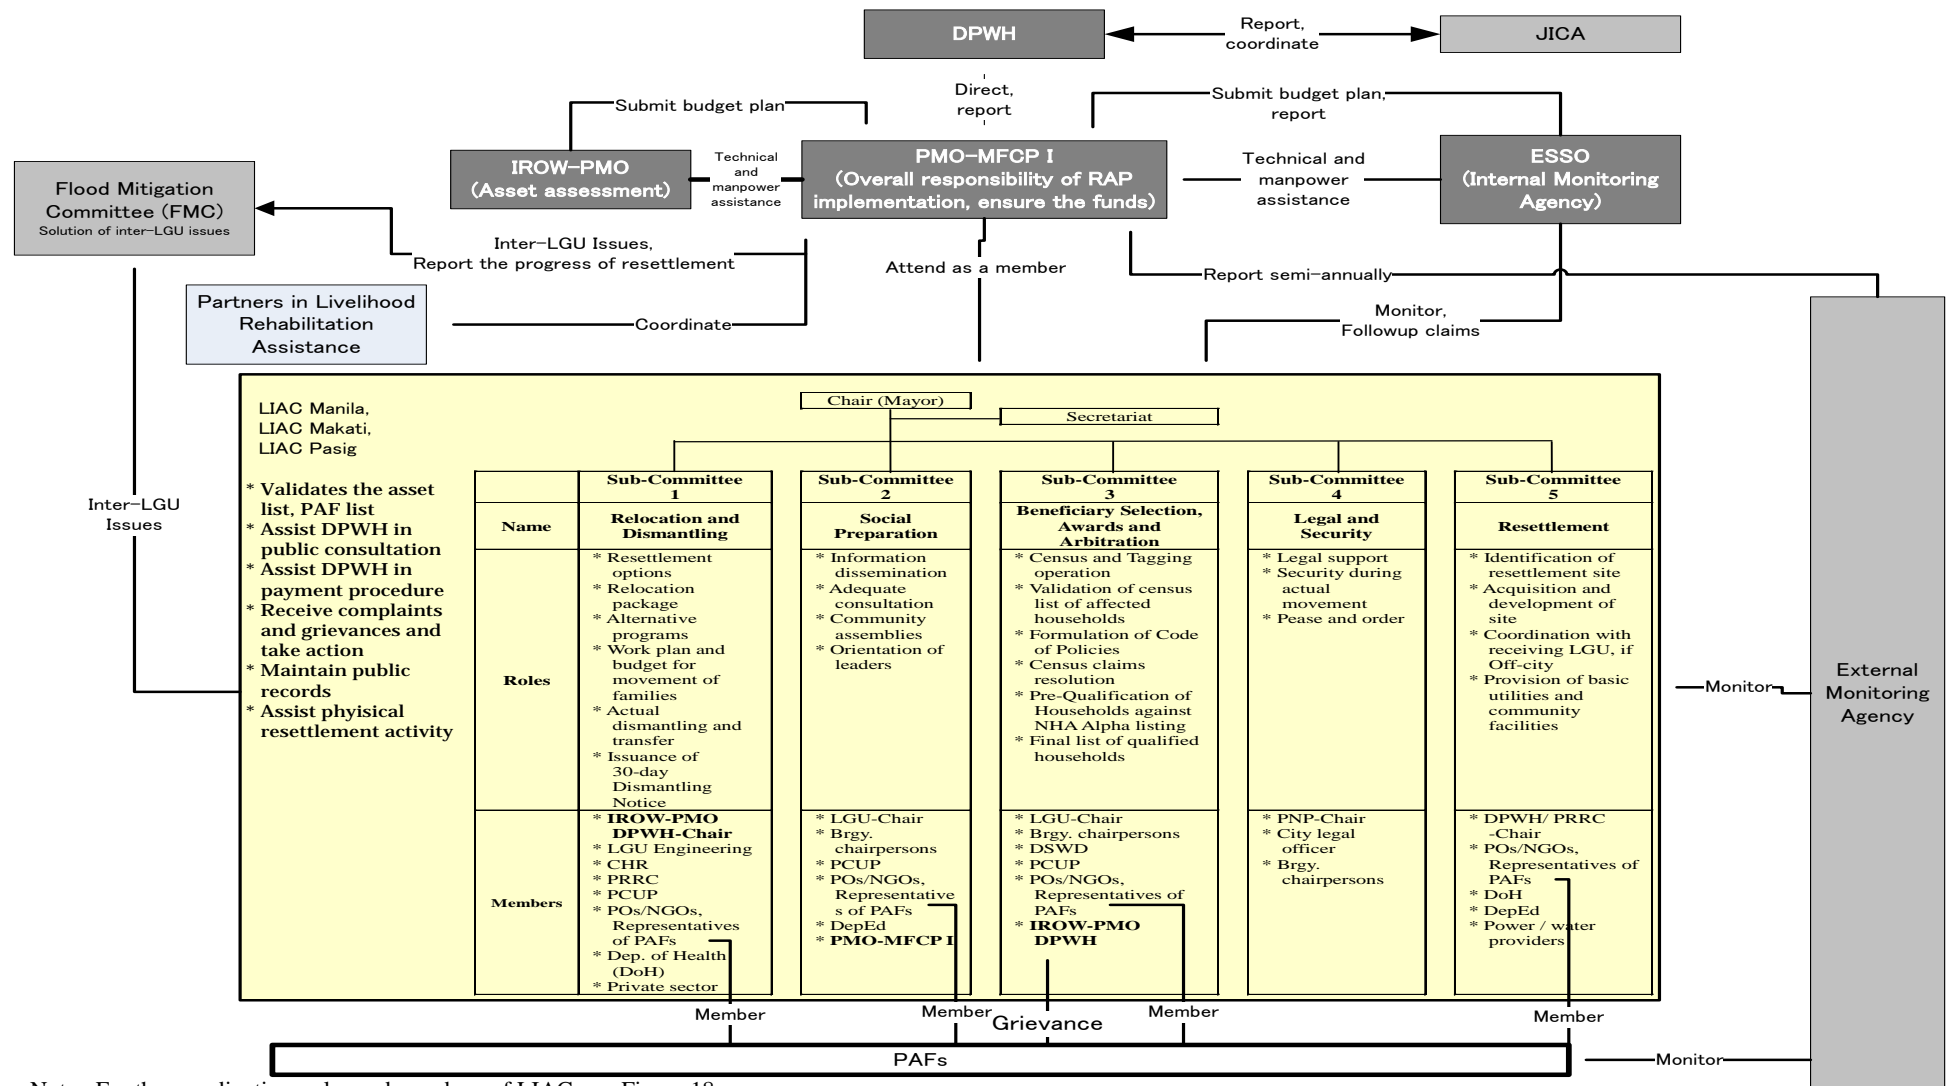 DPWH
Report,
coordinate
JICA
Direct,
report
Submit budget plan
Submit budget plan,
report
IROW-PMO
(Asset assessment)
Technical
and
manpower
assistance
PMO-MFCP I
(Overall responsibility of RAP
implementation, ensure the funds)
Technical and
manpower
assistance
ESSO
(Internal Monitoring
Agency)
Flood Mitigation
Committee (FMC)
Solution of inter-LGU issues
Inter-LGU Issues,
Report the progress of resettlement
Attend as a member
Report semi-annually
Partners in Livelihood
Rehabilitation
Assistance
Coordinate
Monitor,
Followup claims
Inter-LGU
Issues
LIAC Manila,
LIAC Makati,
LIAC Pasig
* Validates the asset
list, PAF list
* Assist DPWH in
public consultation
* Assist DPWH in
payment procedure
* Receive complaints
and grievances and
take action
* Maintain public
records
* Assist phyisical
resettlement activity
Chair (Mayor)
Secretariat
Sub-Committee
1
Sub-Committee
2
Sub-Committee
3
Sub-Committee
4
Sub-Committee
5
Name
Relocation and
Dismantling
Social
Preparation
Beneficiary Selection,
Awards and
Arbitration
Legal and
Security
Resettlement
Roles
* Resettlement
options
* Relocation
package
* Alternative
programs
* Work plan and
budget for
movement of
families
* Actual
dismantling and
transfer
* Issuance of
30-day
Dismantling
Notice
* Information
dissemination
* Adequate
consultation
* Community
assemblies
* Orientation of
leaders
* Census and Tagging
operation
* Validation of census
list of affected
households
* Formulation of Code
of Policies
* Census claims
resolution
* Pre-Qualification of
Households against
NHA Alpha listing
* Final list of qualified
households
* Legal support
* Security during
actual
movement
* Pease and order
* Identification of
resettlement site
* Acquisition and
development of
site
* Coordination with
receiving LGU, if
Off-city
* Provision of basic
utilities and
community
facilities
Members
* IROW-PMO
DPWH-Chair
* LGU Engineering
* CHR
* PRRC
* PCUP
* POs/NGOs,
Representatives
of PAFs
* Dep. of Health
(DoH)
* Private sector
* LGU-Chair
* Brgy.
chairpersons
* PCUP
* POs/NGOs,
Representative
s of PAFs
* DepEd
* PMO-MFCP I
* LGU-Chair
* Brgy. chairpersons
* DSWD
* PCUP
* POs/NGOs,
Representatives of
PAFs
* IROW-PMO
DPWH
* PNP-Chair
* City legal
officer
* Brgy.
chairpersons
* DPWH/ PRRC
-Chair
* POs/NGOs,
Representatives of
PAFs
* DoH
* DepEd
* Power / water
providers
Monitor
External
Monitoring
Agency
Member
Member
Grievance
Member
Member
PAFs
Monitor